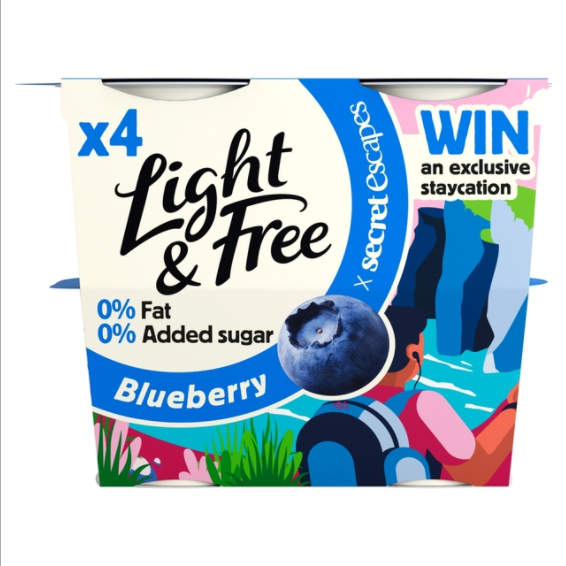 x4
Light
& Free
0% Fat
0% Added sugar
Blueberry
x secret escapes
WIN
an exclusive
staycation